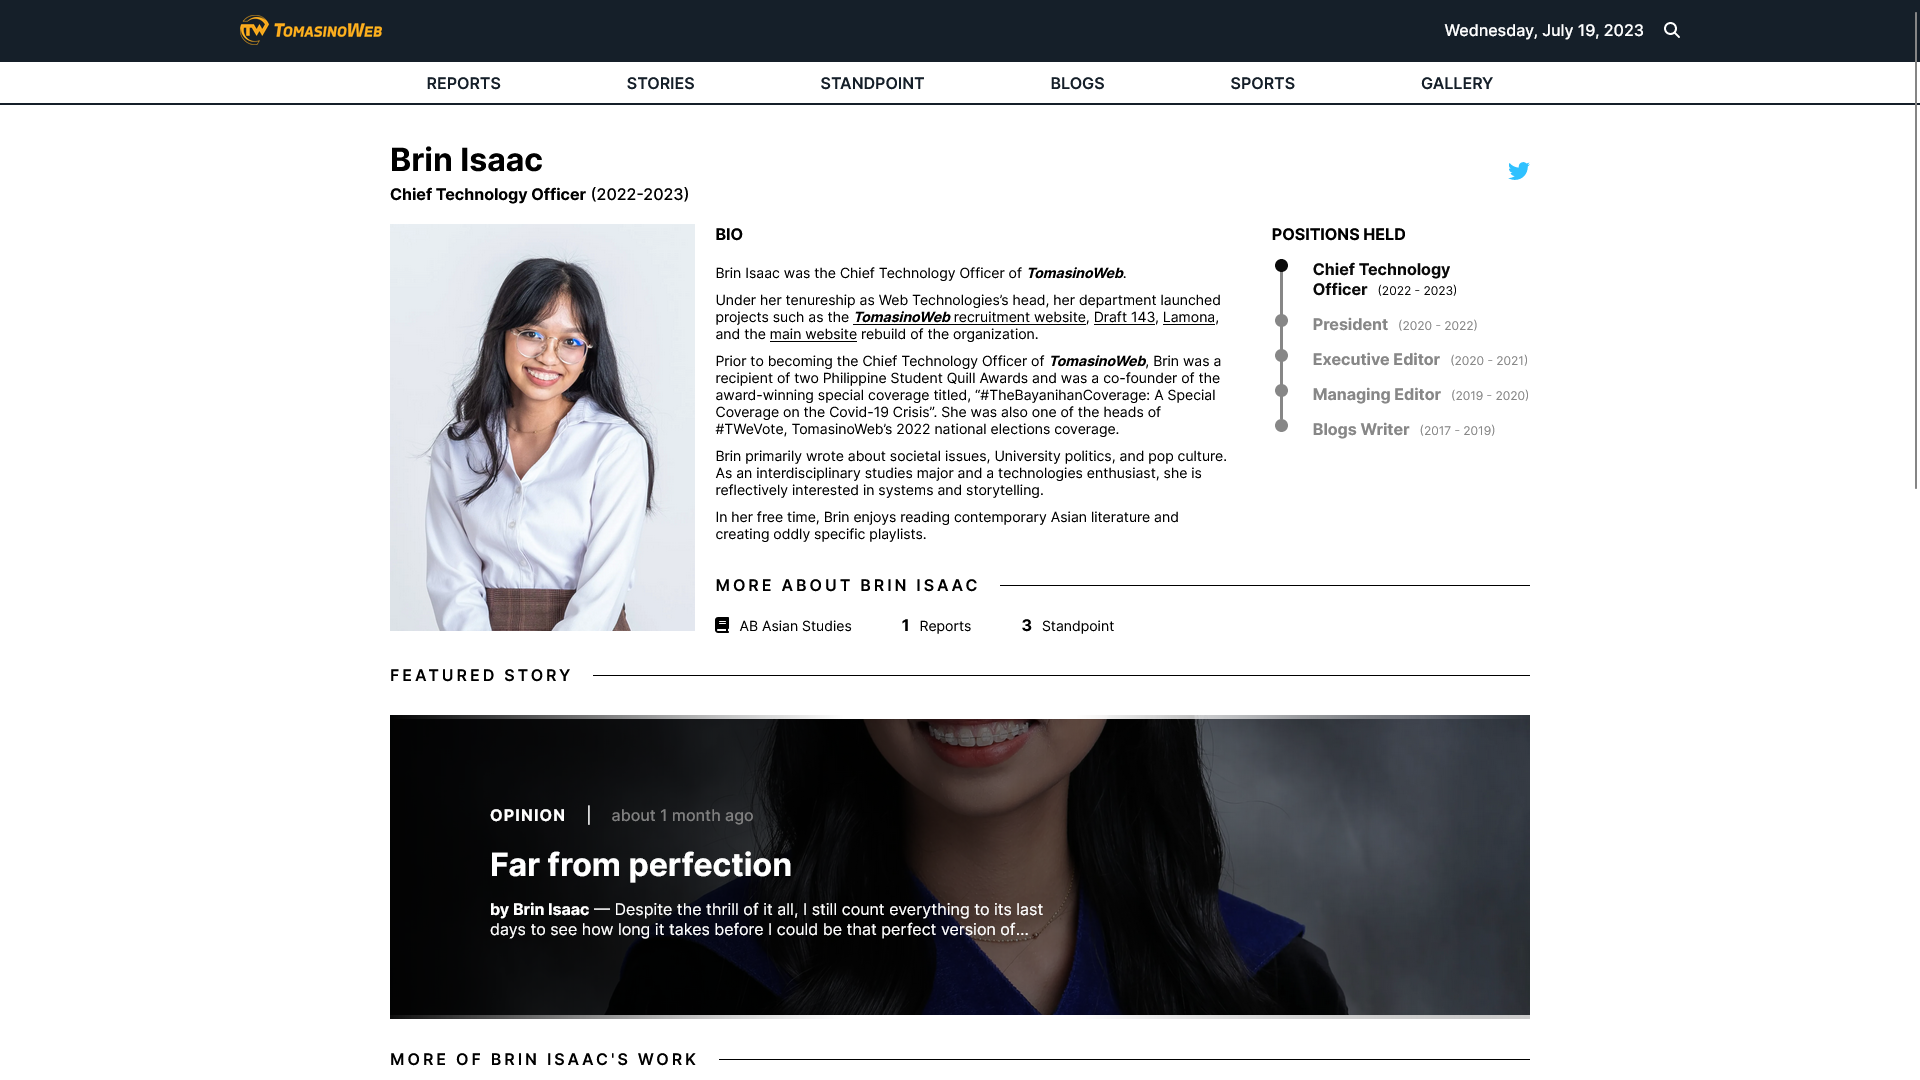 TW TomasinoWeb
Wednesday, July 19, 2023
REPORTS STORIES STANDPOINT BLOGS SPORTS GALLERY
Brin Isaac
Chief Technology Officer (2022-2023)
BIO
Brin Isaac was the Chief Technology Officer of TomasinoWeb.
Under her tenureship as Web Technologies’s head, her department launched
projects such as the TomasinoWeb recruitment website, Draft 143, Lamona,
and the main website rebuild of the organization.
Prior to becoming the Chief Technology Officer of TomasinoWeb, Brin was a
recipient of two Philippine Student Quill Awards and was a co-founder of the
award-winning special coverage titled, “#TheBayanihanCoverage: A Special
Coverage on the Covid-19 Crisis”. She was also one of the heads of
#TWeVote, TomasinoWeb’s 2022 national elections coverage.
Brin primarily wrote about societal issues, University politics, and pop culture.
As an interdisciplinary studies major and a technologies enthusiast, she is
reflectively interested in systems and storytelling.
In her free time, Brin enjoys reading contemporary Asian literature and
creating oddly specific playlists.
POSITIONS HELD
Chief Technology
Officer (2022 - 2023)
President (2020 - 2022)
Executive Editor (2020 - 2021)
Managing Editor (2019 - 2020)
Blogs Writer (2017 - 2019)
MORE ABOUT BRIN ISAAC
AB Asian Studies 1 Reports 3 Standpoint
FEATURED STORY
OPINION | about 1 month ago
Far from perfection
by Brin Isaac — Despite the thrill of it all, I still count everything to its last
days to see how long it takes before I could be that perfect version of...
MORE OF BRIN ISAAC'S WORK